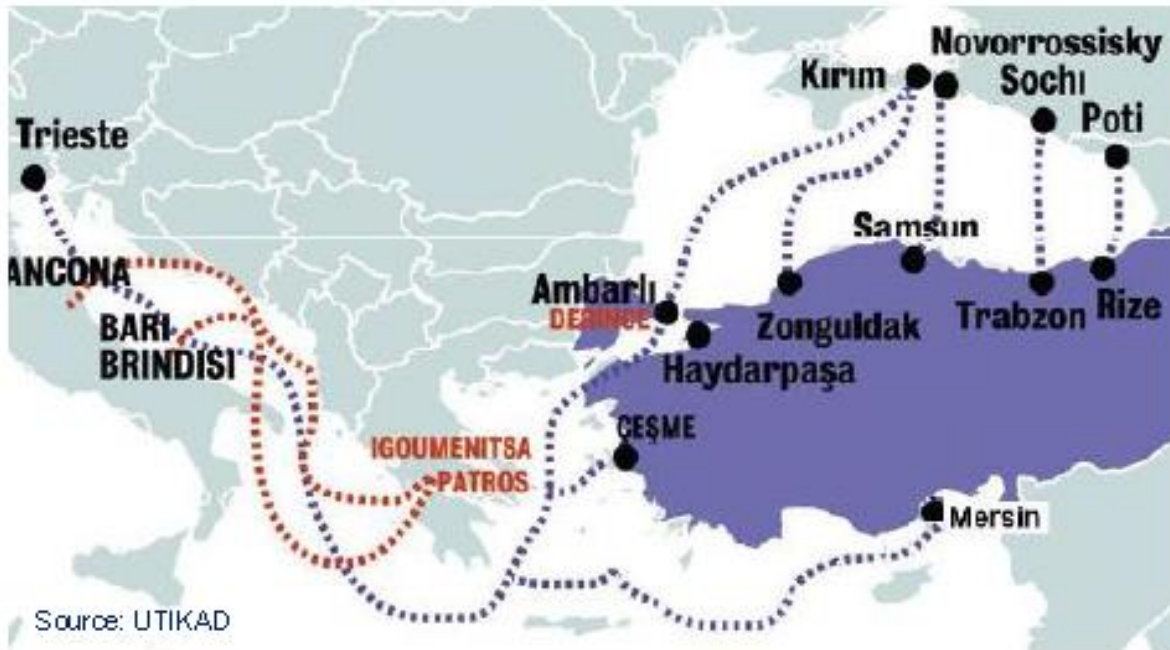 Novorrossisky
Kırım
Sochı
Poti
Trieste
Samsun
ANCONA
Ambarlı
DERINCE
BARI
BRINDISI
Zonguldak
Trabzon
Rize
Haydarpaşa
ÇEŞME
IGOUMENITSA
PATROS
Mersin
Source: UTIKAD